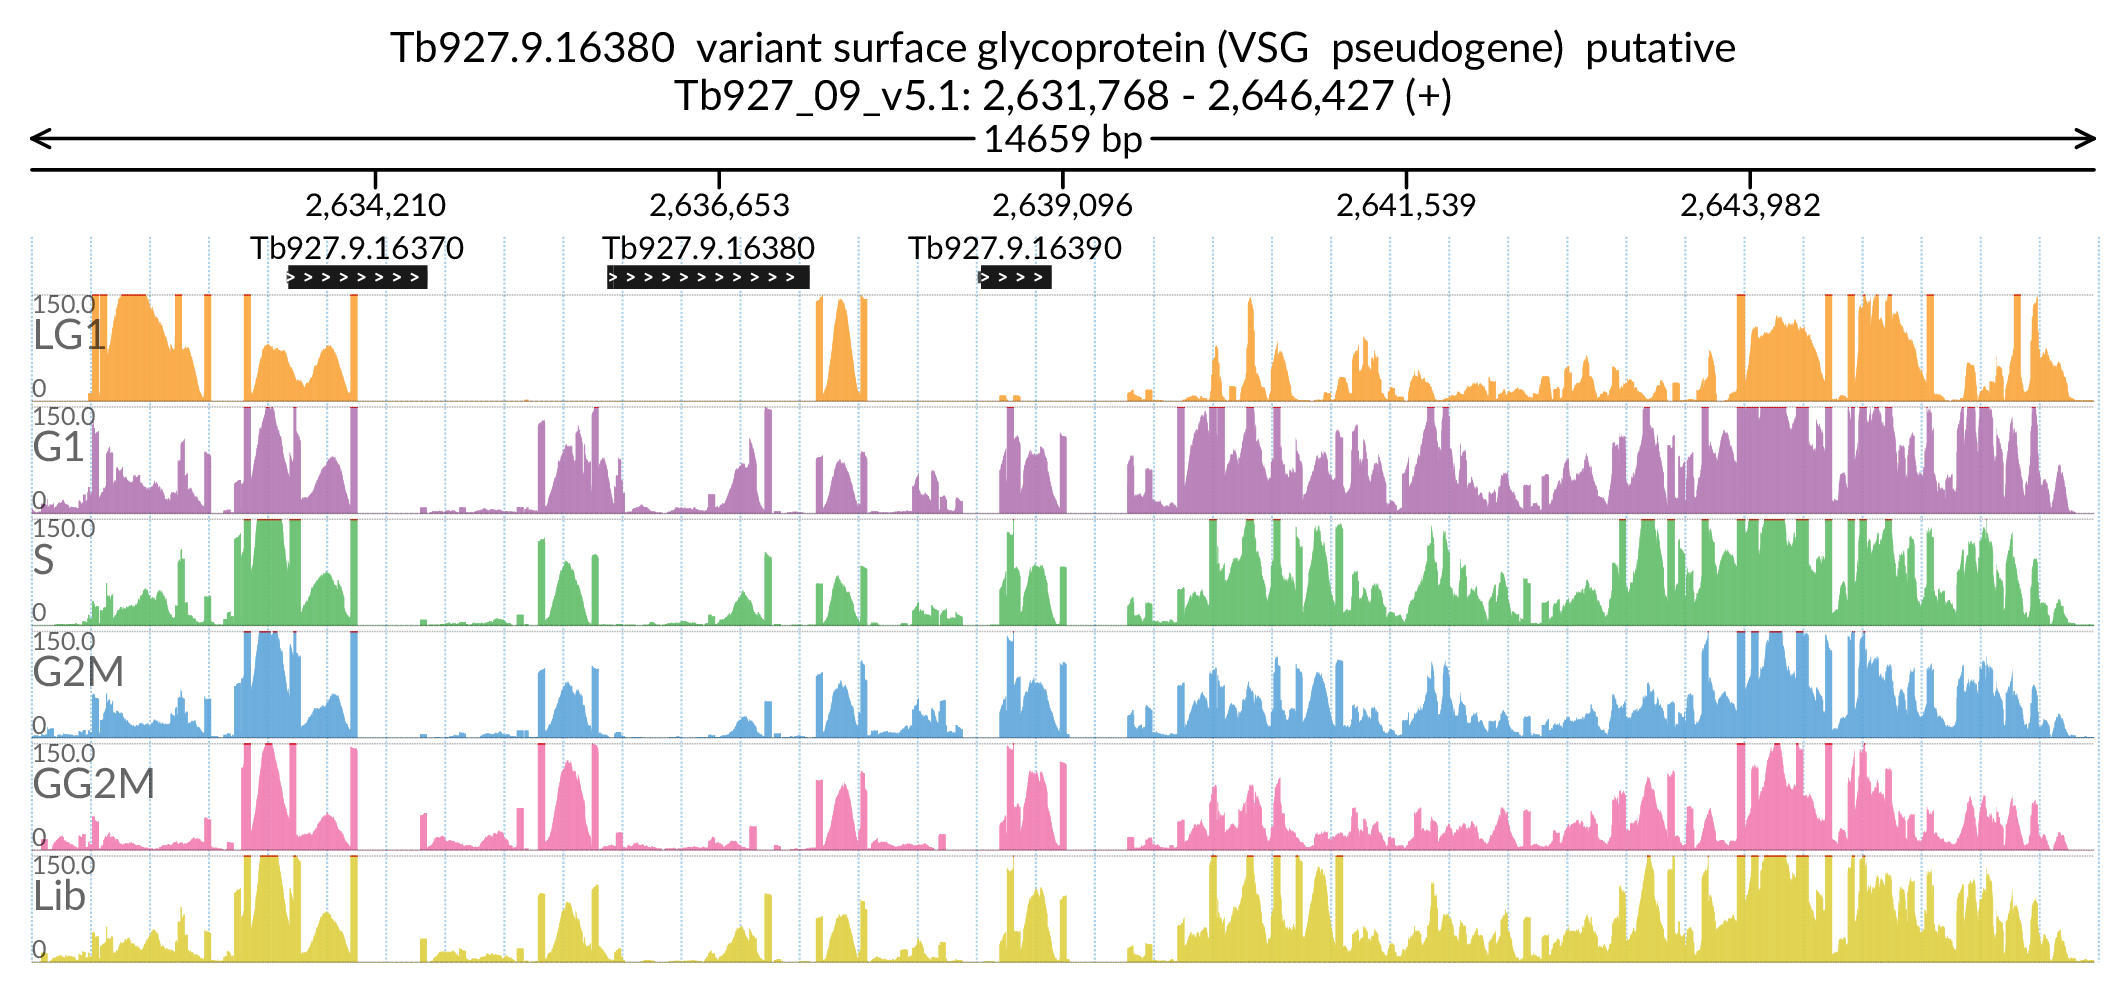 Tb927.9.16380 variant surface glycoprotein (VSG pseudogene) putative
Tb927_09_v5.1: 2,631,768 - 2,646,427 (+)
14659 bp
2,634,210 2,636,653 2,639,096 2,641,539 2,643,982
Tb927.9.16370 Tb927.9.16380 Tb927.9.16390
150.0
LG1
0
150.0
G1
0
150.0
S
0
150.0
G2M
0
150.0
GG2M
0
150.0
Lib
0